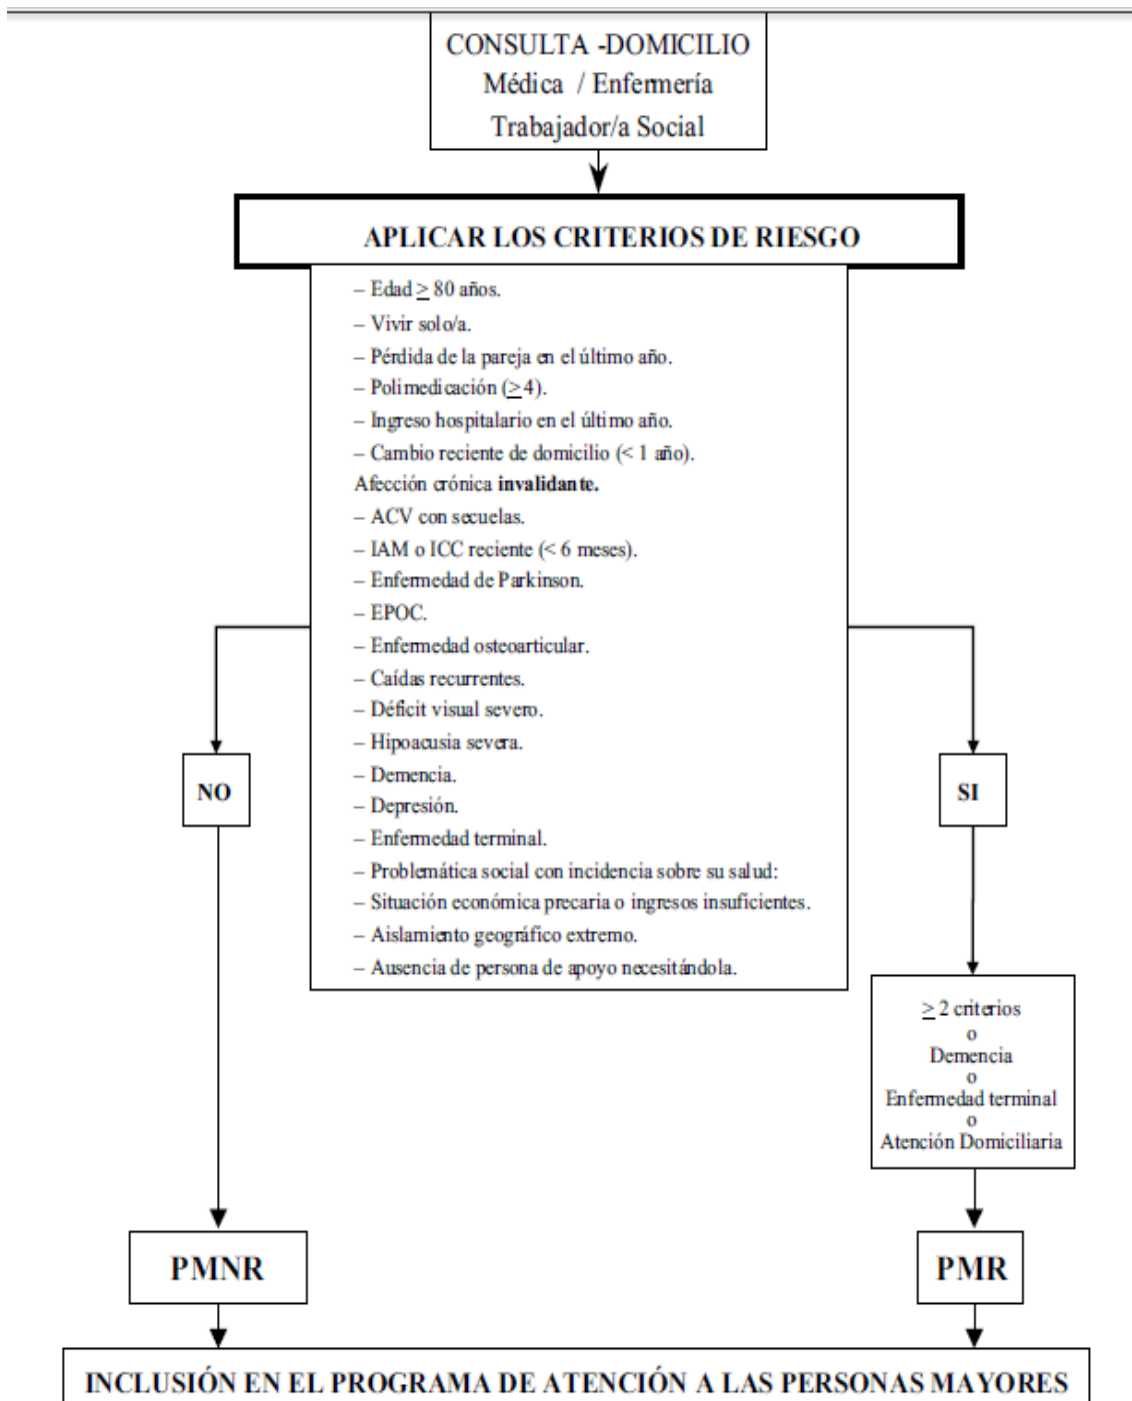 CONSULTA -DOMICILIO
Médica / Enfermería
Trabajador/a Social
APLICAR LOS CRITERIOS DE RIESGO
– Edad ≥ 80 años.
– Vivir solo/a.
– Pérdida de la pareja en el último año.
– Polimedicación (≥4).
– Ingreso hospitalario en el último año.
– Cambio reciente de domicilio (< 1 año).
Afección crónica invalidante.
– ACV con secuelas.
– IAM o ICC reciente (< 6 meses).
– Enfermedad de Parkinson.
– EPOC.
– Enfermedad osteoarticular.
– Caídas recurrentes.
– Déficit visual severo.
– Hipoacusia severa.
– Demencia.
– Depresión.
– Enfermedad terminal.
– Problemática social con incidencia sobre su salud:
– Situación económica precaria o ingresos insuficientes.
– Aislamiento geográfico extremo.
– Ausencia de persona de apoyo necesitándola.
NO
SI
≥ 2 criterios
o
Demencia
o
Enfermedad terminal
o
Atención Domiciliaria
PMNR
PMR
INCLUSIÓN EN EL PROGRAMA DE ATENCIÓN A LAS PERSONAS MAYORES